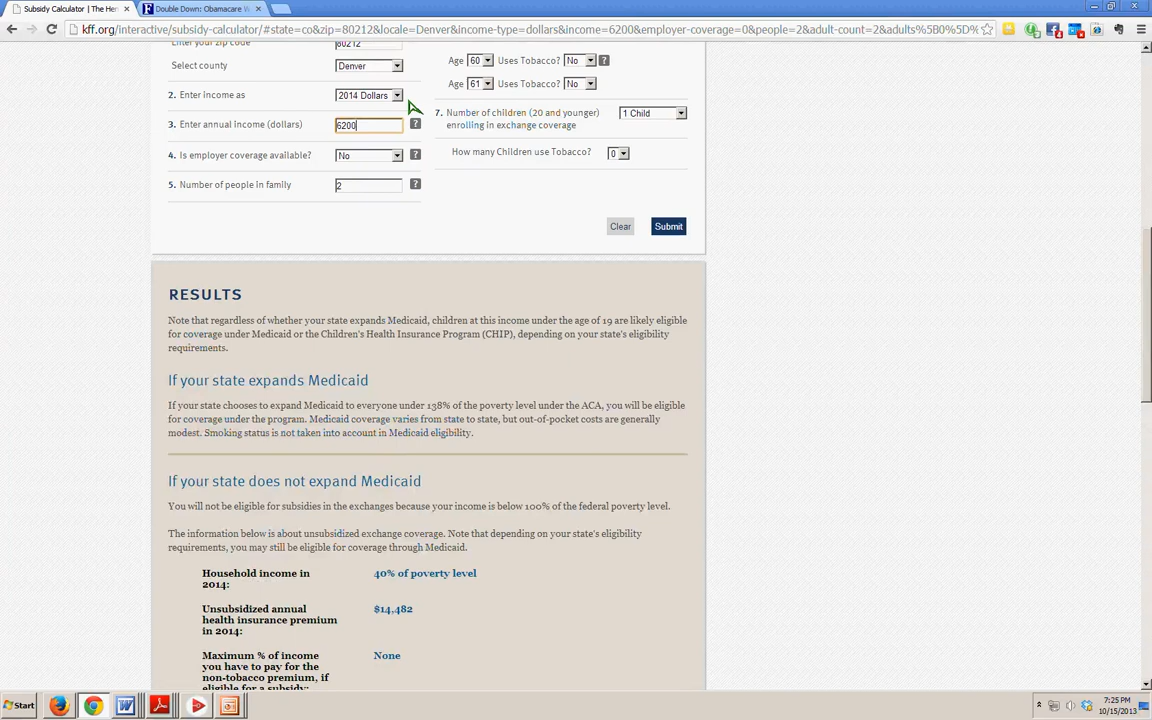 Subsidy Calculator | The Hen
Double Down: Obamacare W
kff.org/interactive/subsidy-calculator/#state=co&zip=80212&locale=Denver&income-type=dollars&income=6200&employer-coverage=0&people=2&adult-count=2&adults%5B0%5D%
Enter your zip code
80212
Select county
Denver
2. Enter income as
2014 Dollars
3. Enter annual income (dollars)
6200
?
4. Is employer coverage available?
No
?
5. Number of people in family
2
?
Age 60 Uses Tobacco? No ?
Age 61 Uses Tobacco? No
7. Number of children (20 and younger)
enrolling in exchange coverage
1 Child
How many Children use Tobacco? 0
Clear
Submit
RESULTS
Note that regardless of whether your state expands Medicaid, children at this income under the age of 19 are likely eligible
for coverage under Medicaid or the Children's Health Insurance Program (CHIP), depending on your state's eligibility
requirements.
If your state expands Medicaid
If your state chooses to expand Medicaid to everyone under 138% of the poverty level under the ACA, you will be eligible
for coverage under the program. Medicaid coverage varies from state to state, but out-of-pocket costs are generally
modest. Smoking status is not taken into account in Medicaid eligibility.
If your state does not expand Medicaid
You will not be eligible for subsidies in the exchanges because your income is below 100% of the federal poverty level.
The information below is about unsubsidized exchange coverage. Note that depending on your state's eligibility
requirements, you may still be eligible for coverage through Medicaid.
Household income in
2014:
40% of poverty level
Unsubsidized annual
health insurance premium
in 2014:
$14,482
Maximum % of income
you have to pay for the
non-tobacco premium, if
eligible for a subsidy:
None
Start
7:25 PM
10/15/2013